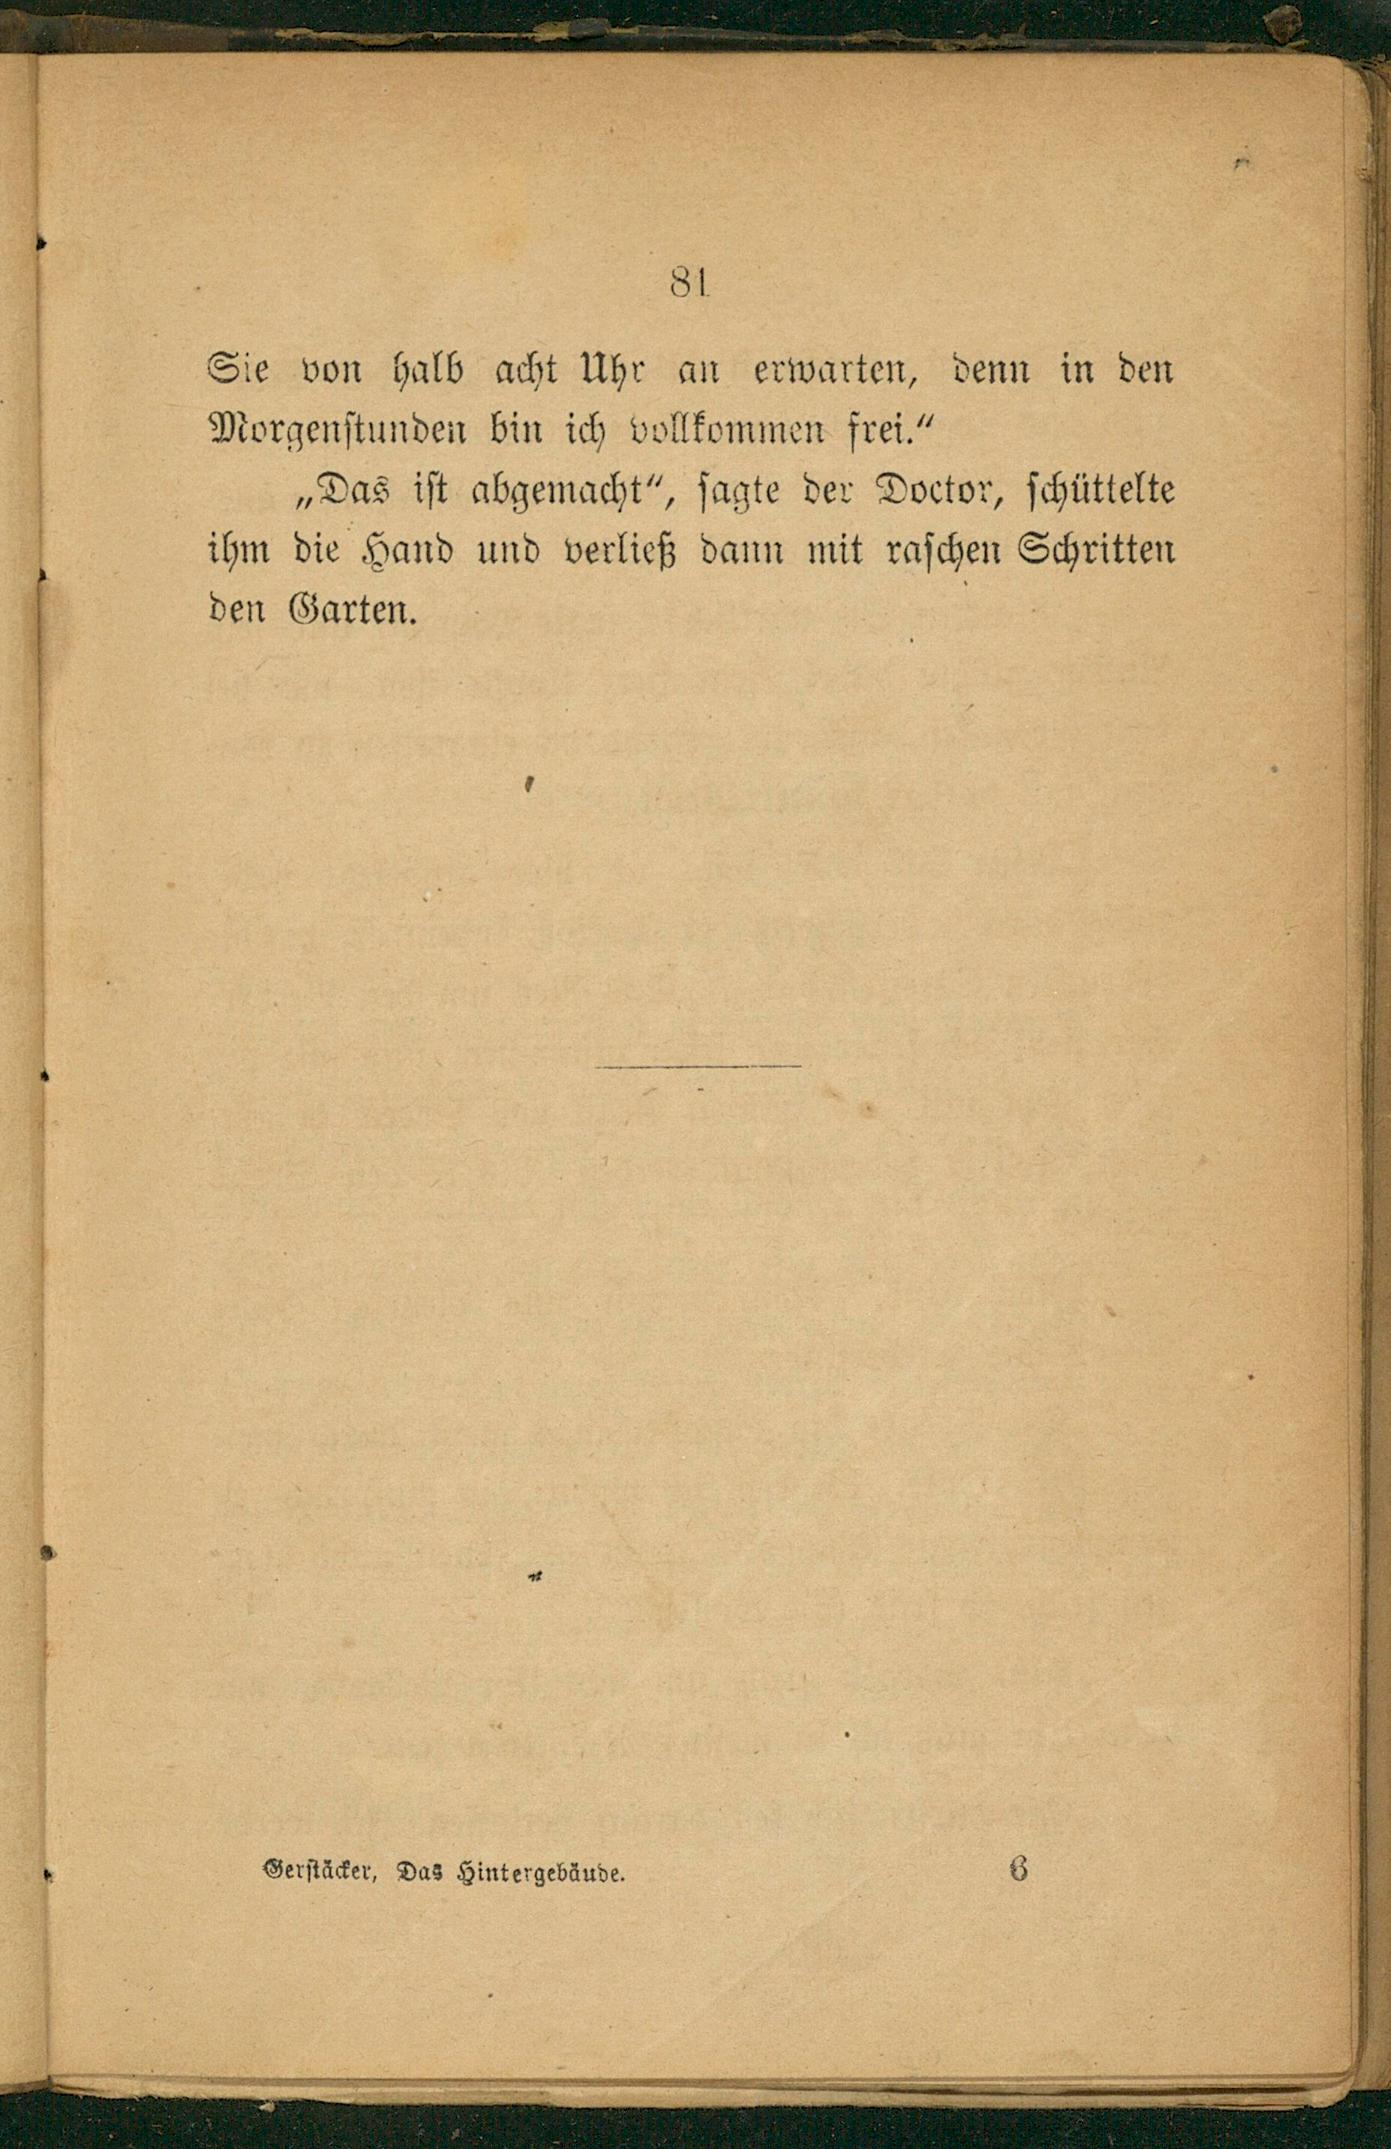 81
Sie von halb acht Uhr an erwarten, denn in den
Morgenstunden bin ich vollkommen frei.“
„Das ist abgemacht“, sagte der Doctor, schüttelte
ihm die Hand und verließ dann mit raschen Schritten
den Garten.
Gerstäcker, Das Hintergebäude. 6